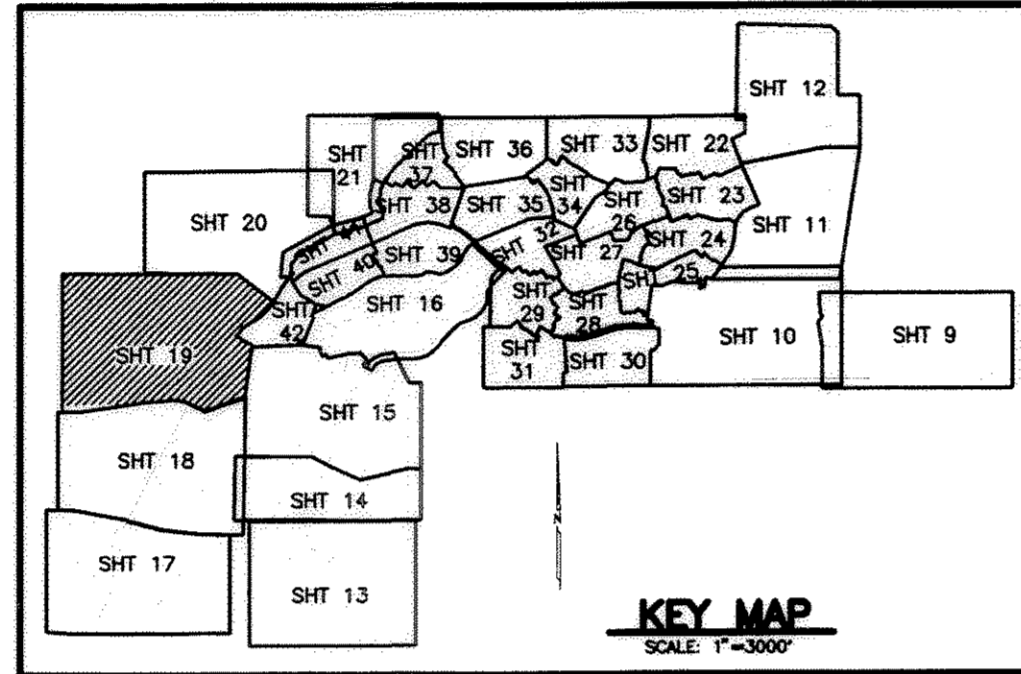 SHT 12
SHT 21
SHT 37
SHT 36
SHT 33
SHT 22
SHT 20
SHT 38
SHT 35
SHT 34
SHT 26
SHT 23
SHT 11
SHT 41
SHT 40
SHT 39
SHT 32
SHT 27
SHT 24
SHT 25
SHT 19
SHT 42
SHT 16
SHT 29
SHT 28
SH
SHT 10
SHT 9
SHT 31
SHT 30
SHT 15
SHT 18
SHT 14
SHT 17
SHT 13
N
KEY MAP
SCALE: 1"=3000'